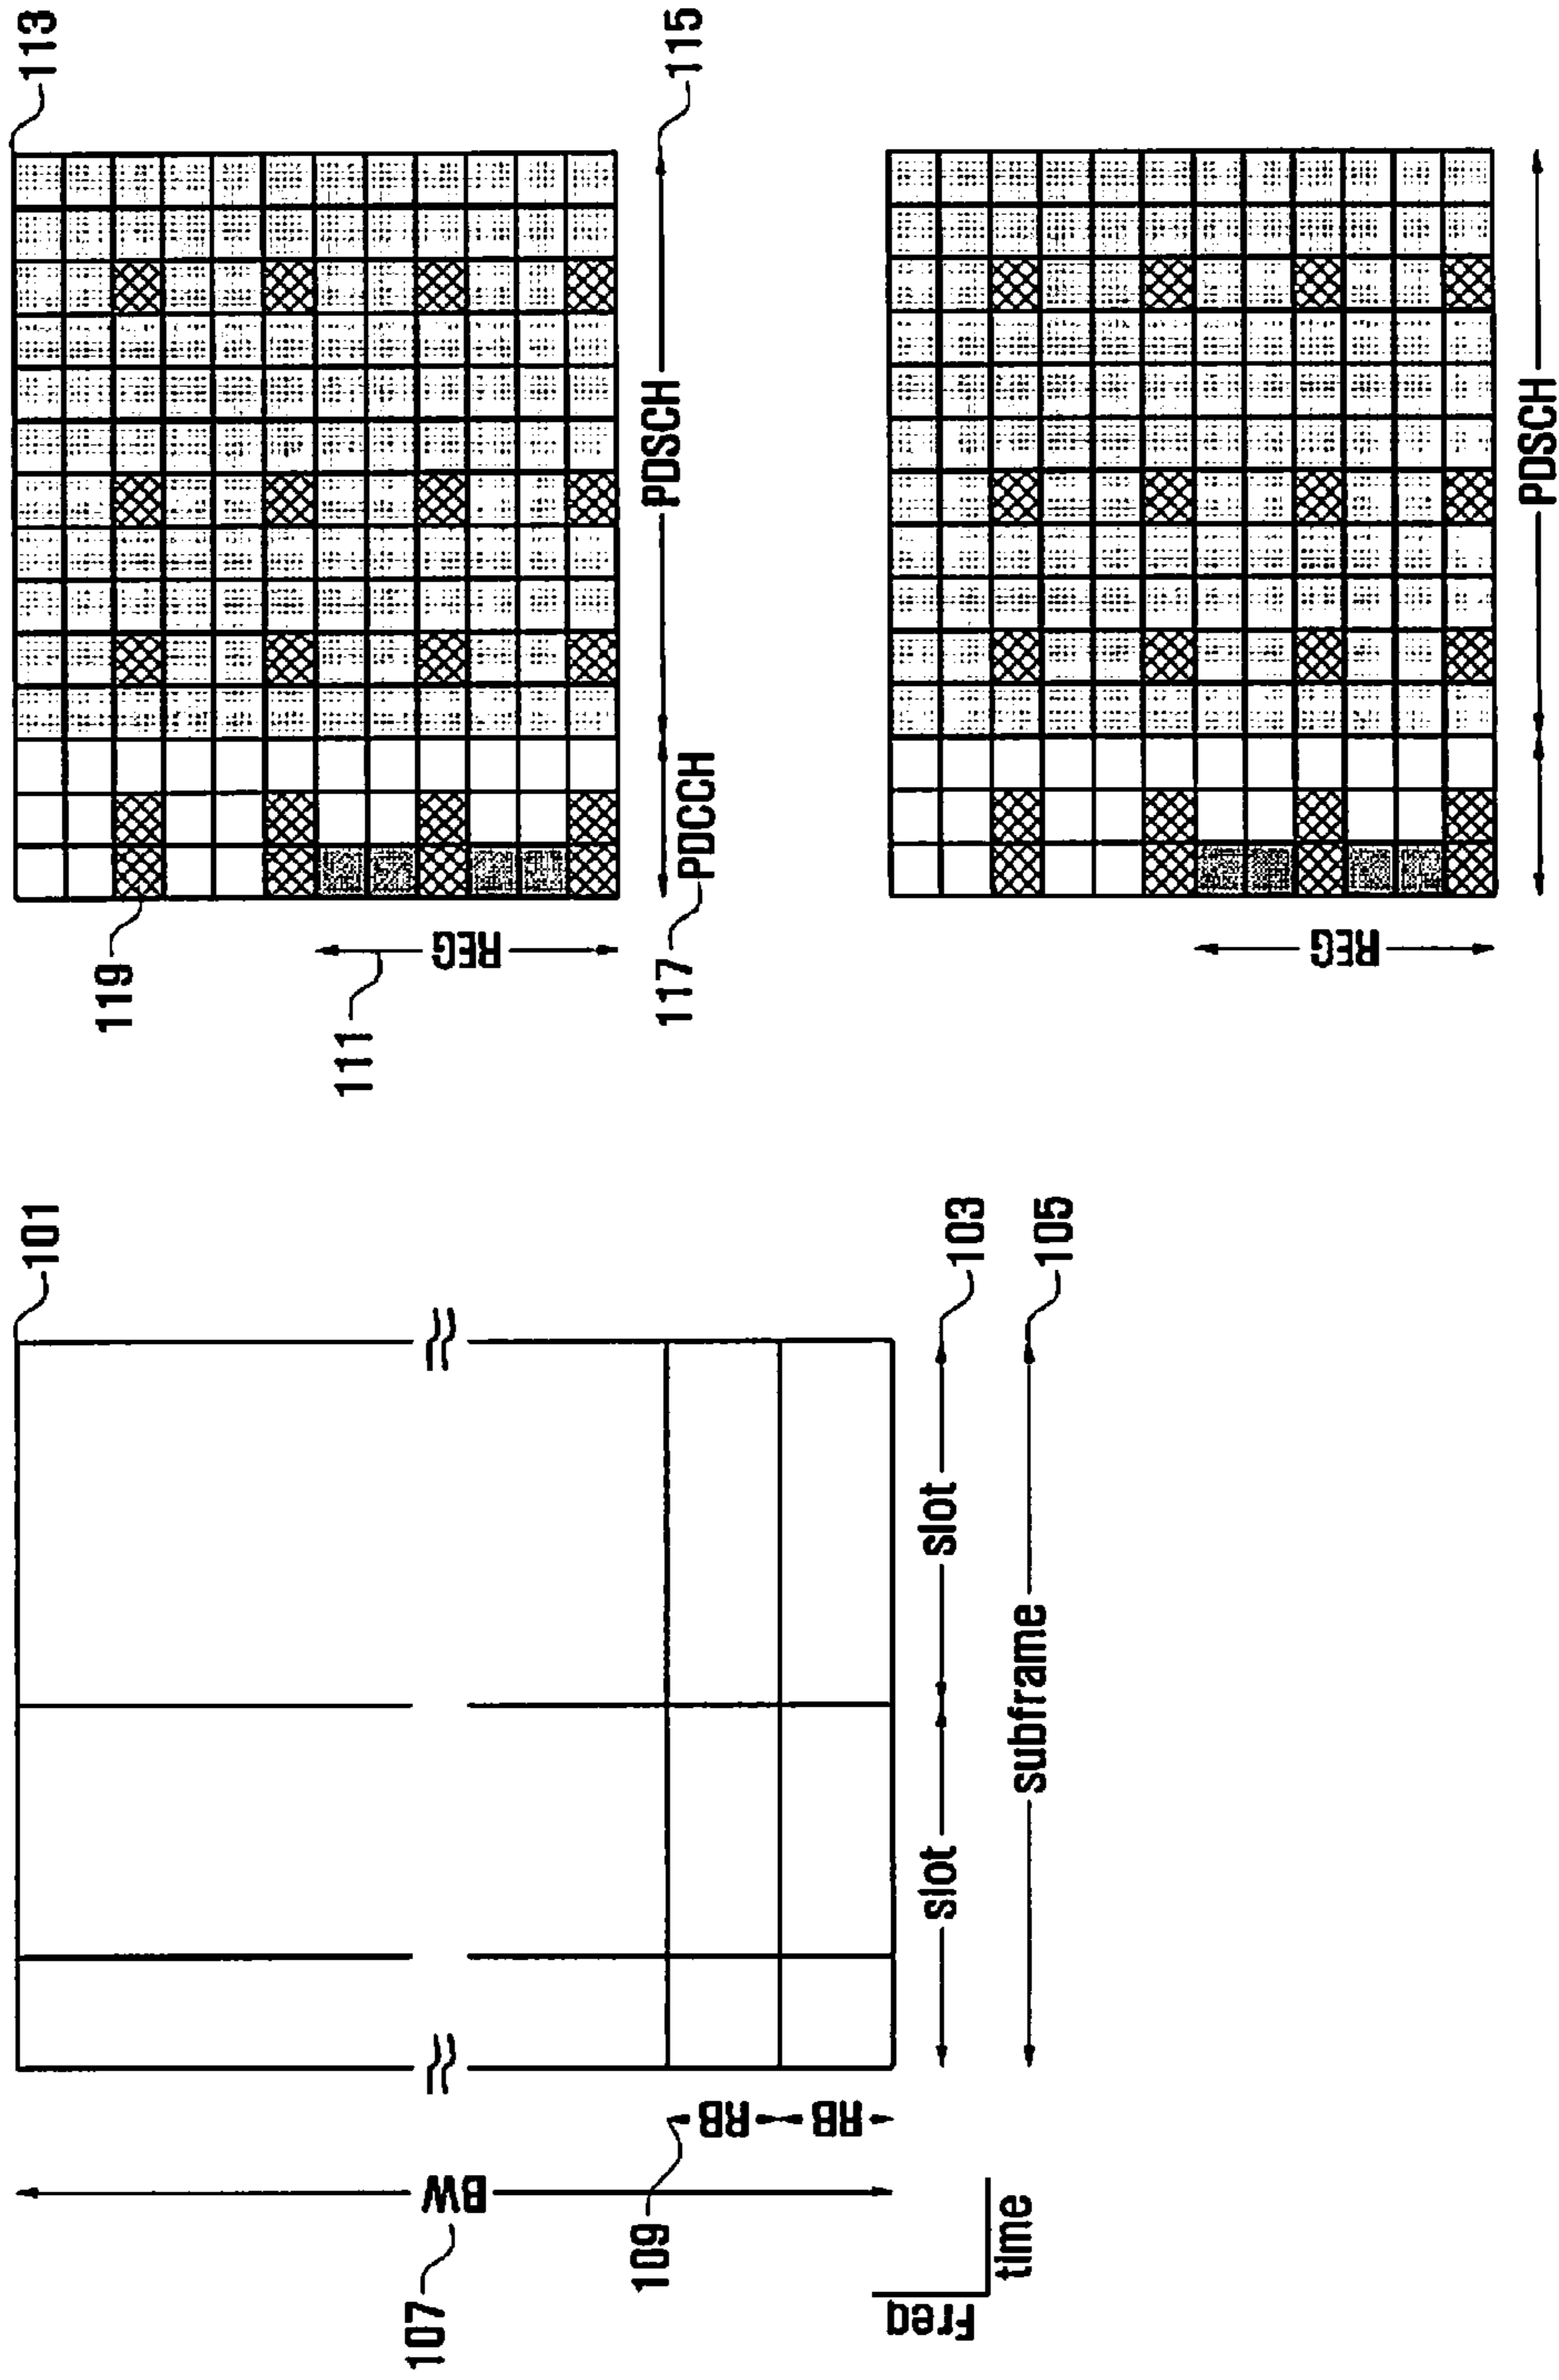 101
BW
107
RB
RB
109
slot
slot
103
subframe
105
Freq
time
113
119
REG
111
PDCCH
117
PDSCH
115
REG
PDSCH